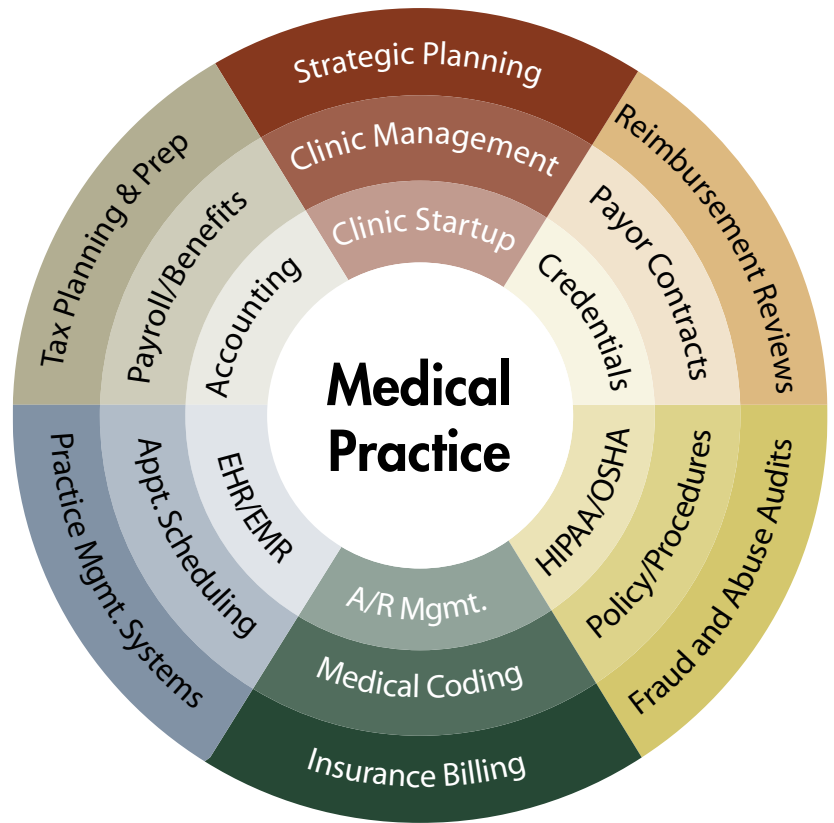 Strategic Planning
Clinic Management
Clinic Startup
Reimbursement Reviews
Payor Contracts
Credentials
Fraud and Abuse Audits
Policy/Procedures
HIPAA/OSHA
Insurance Billing
Medical Coding
A/R Mgmt.
Practice Mgmt. Systems
Appt. Scheduling
EHR/EMR
Tax Planning & Prep
Payroll/Benefits
Accounting
Medical
Practice